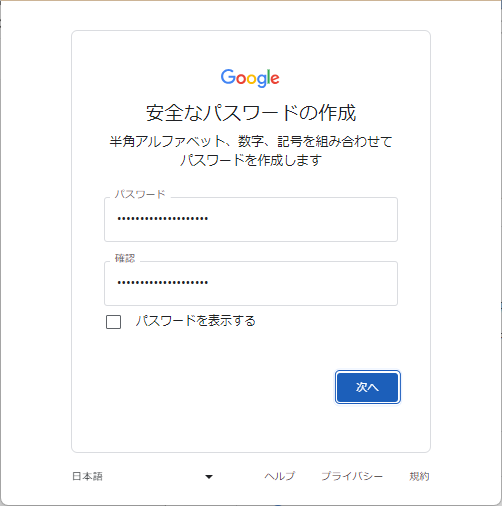 Google
安全なパスワードの作成
半角アルファベット、数字、記号を組み合わせて
パスワードを作成します
パスワード
••••••••••••••••••••
確認
••••••••••••••••••••
パスワードを表示する
次へ
日本語 ヘルプ プライバシー 規約